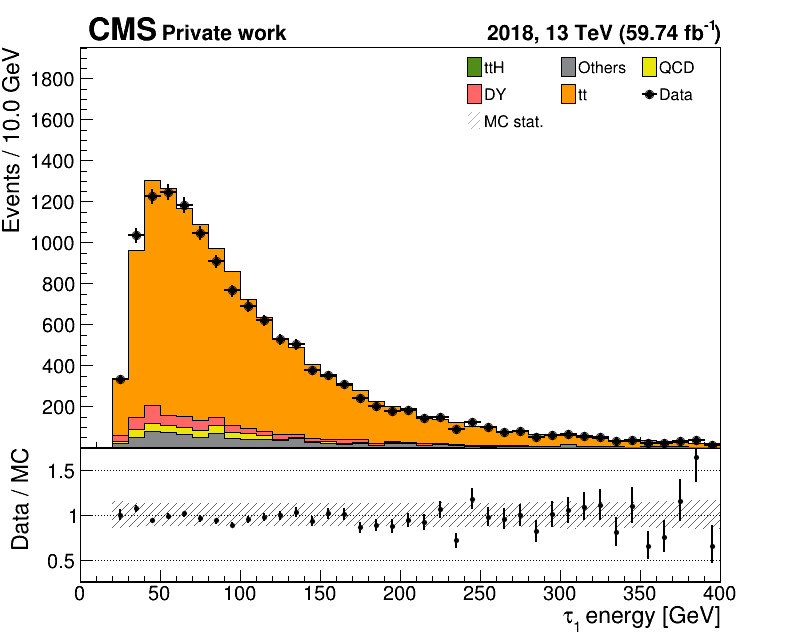 CMS Private work
2018, 13 TeV (59.74 fb⁻¹)
Events / 10.0 GeV
1800
1600
1400
1200
1000
800
600
400
200
ttH Others QCD
DY tt Data
MC stat.
Data / MC
1.5
1
0.5
0 50 100 150 200 250 300 350 400
τ₁ energy [GeV]